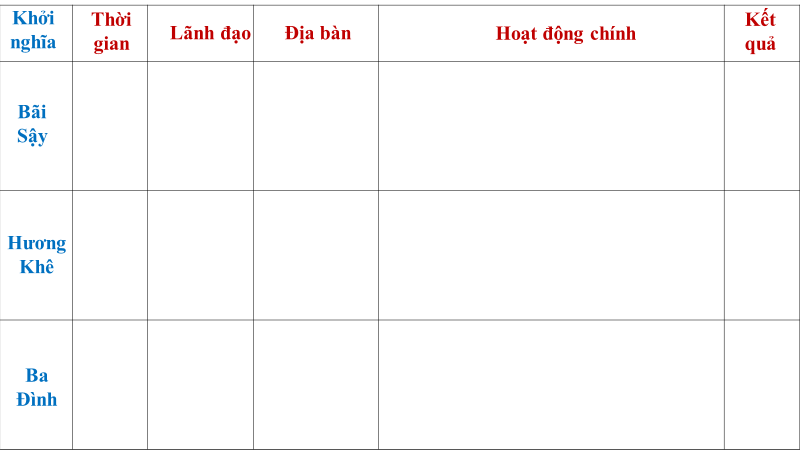 Khởi
nghĩa
Thời
gian
Lãnh đạo
Địa bàn
Hoạt động chính
Kết
quả
Bãi
Sậy
Hương
Khê
Ba
Đình